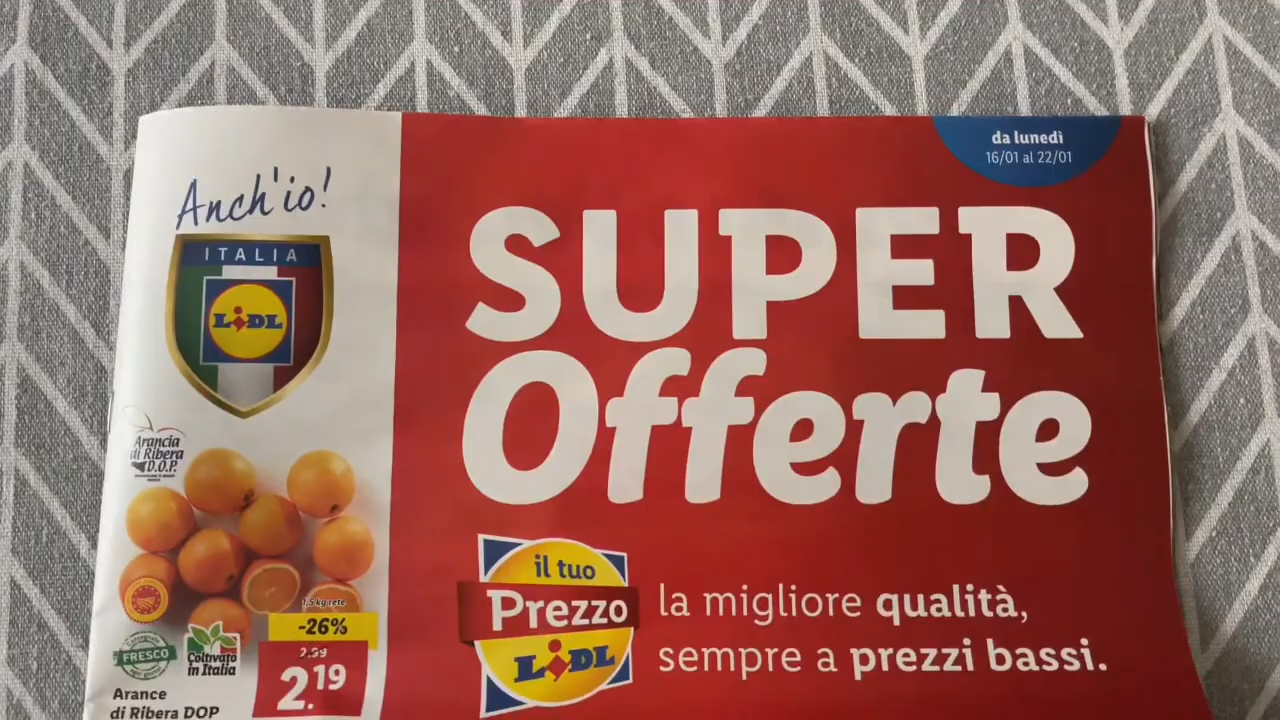 Anch'io!
ITALIA
LIDL
Arancia
di Ribera
D.O.P.
1,5 kg rete
-26%
2.99
2.19
FRESCO
Coltivato
in Italia
Arance
di Ribera DOP
da lunedì
16/01 al 22/01
SUPER
Offerte
il tuo
Prezzo
LIDL
la migliore qualità,
sempre a prezzi bassi.